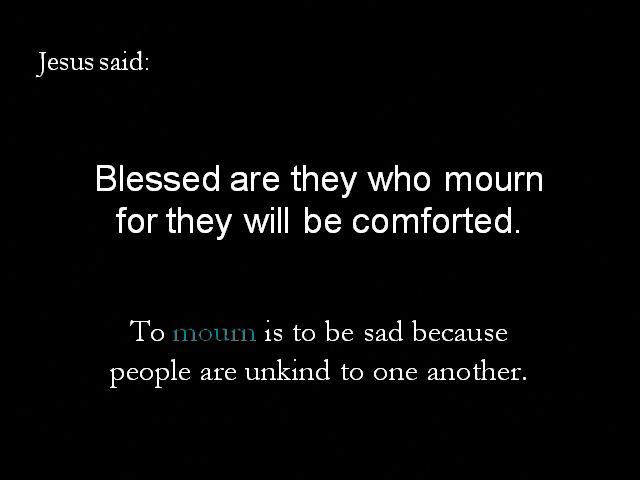 Jesus said:
Blessed are they who mourn
for they will be comforted.
To mourn is to be sad because
people are unkind to one another.